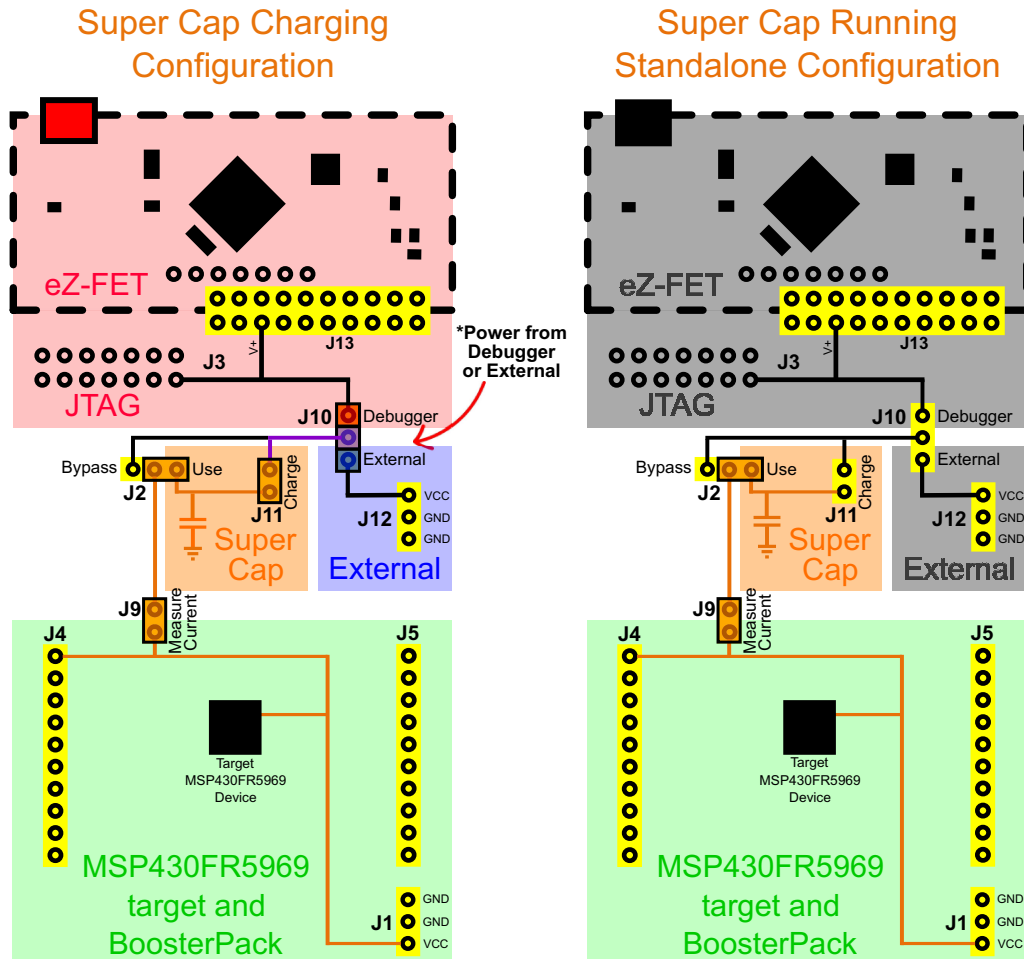 Super Cap Charging
Configuration
eZ-FET
J13
V+
J3
JTAG
*Power from
Debugger
or External
J10
Debugger
Bypass
Use
Charge
External
J2
J11
J12
VCC
GND
GND
Super
Cap
External
J9
Measure
Current
J4
J5
Target
MSP430FR5969
Device
MSP430FR5969
target and
BoosterPack
J1
GND
GND
VCC
Super Cap Running
Standalone Configuration
eZ-FET
J13
V+
J3
JTAG
J10
Debugger
Bypass
Use
Charge
External
J2
J11
J12
VCC
GND
GND
Super
Cap
External
J9
Measure
Current
J4
J5
Target
MSP430FR5969
Device
MSP430FR5969
target and
BoosterPack
J1
GND
GND
VCC